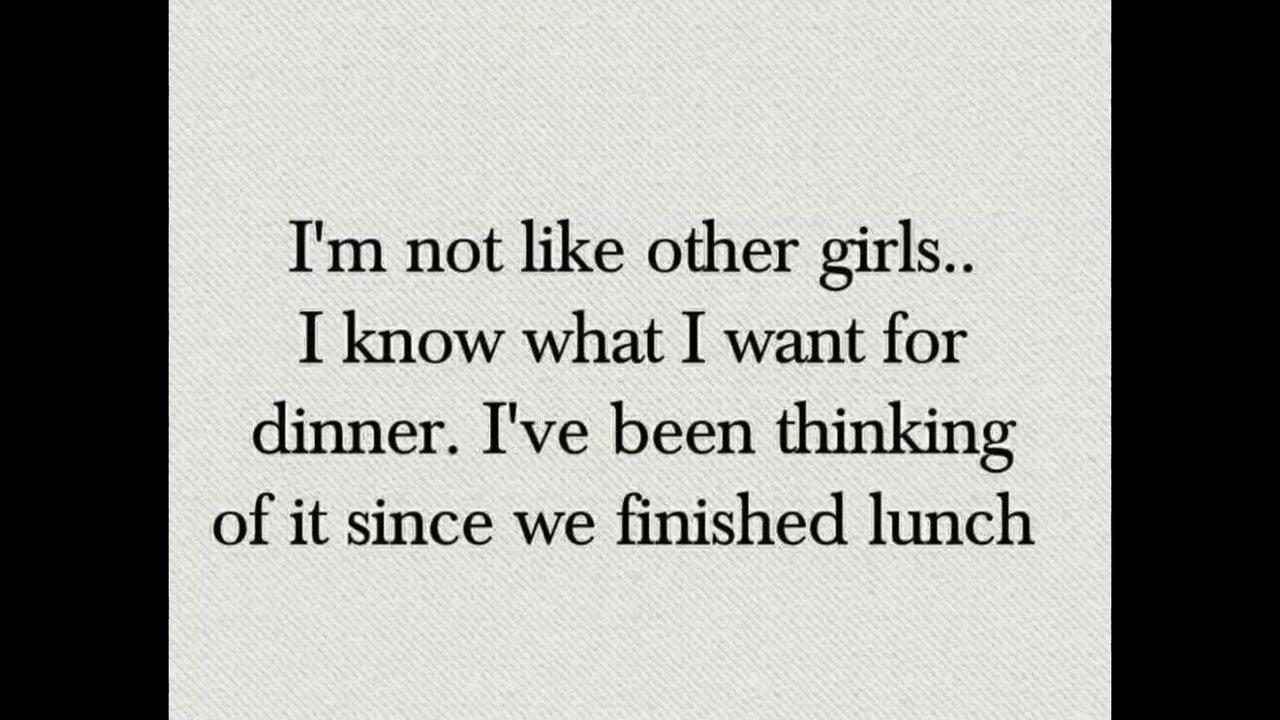 I'm not like other girls..
I know what I want for
dinner. I've been thinking
of it since we finished lunch